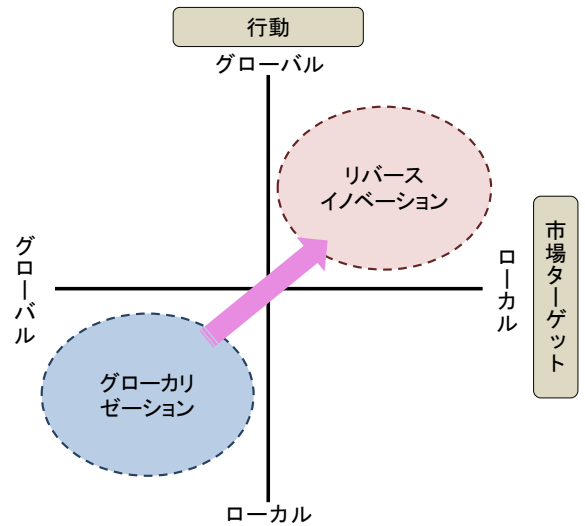 行動
グローバル
リバース
イノベーション
グローバル
ローカル
市場ターゲット
グローカリ
ゼーション
ローカル